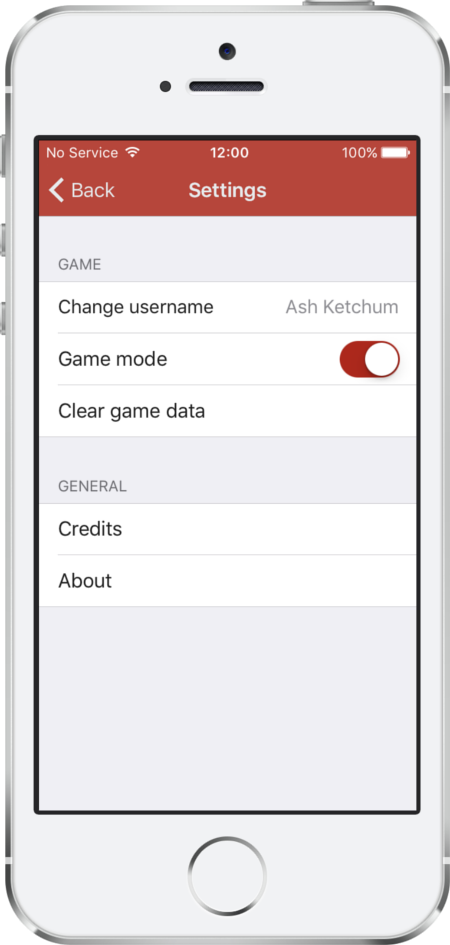 No Service 12:00 100%
Back Settings
GAME
Change username Ash Ketchum
Game mode
Clear game data
GENERAL
Credits
About